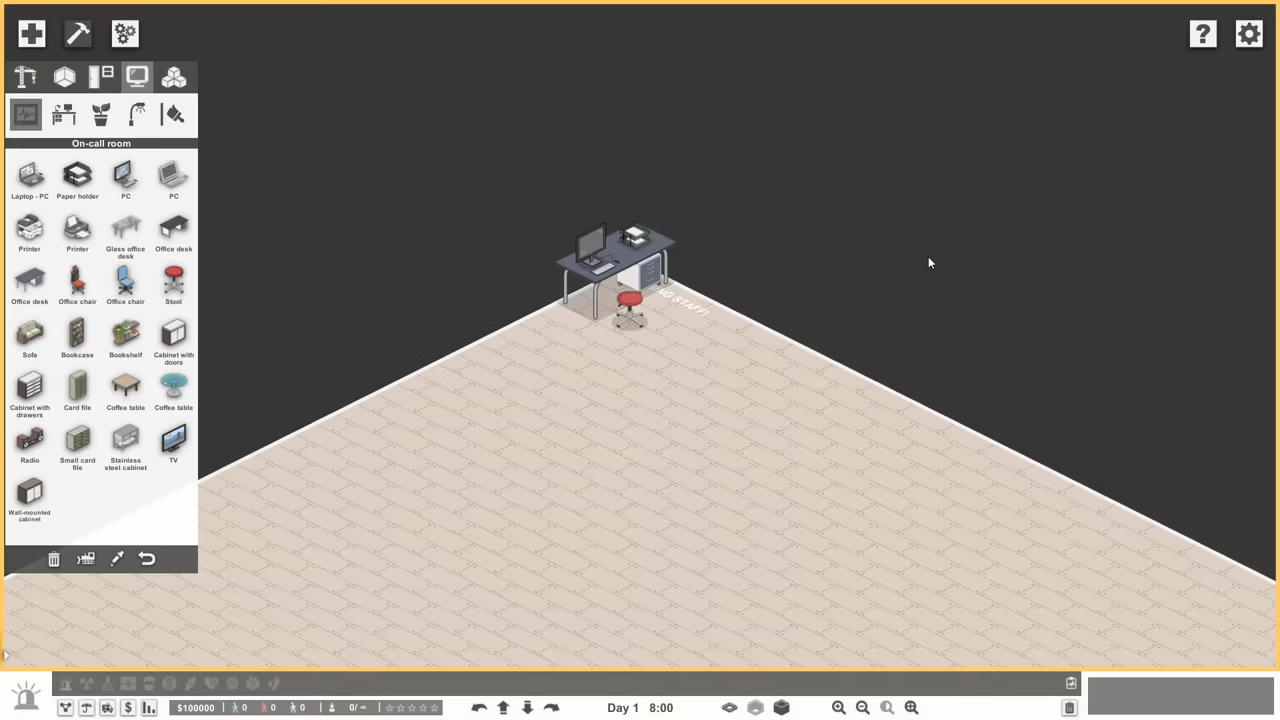 ?
On-call room
Laptop - PC
Paper holder
PC
PC
Printer
Printer
Glass office desk
Office desk
Office desk
Office chair
Office chair
Stool
Sofa
Bookcase
Bookshelf
Cabinet with doors
Cabinet with drawers
Card file
Coffee table
Coffee table
Radio
Small card file
Stainless steel cabinet
TV
Wall-mounted cabinet
NG STAFF)
$
$100000
0
0
0
0/∞
Day 1 8:00